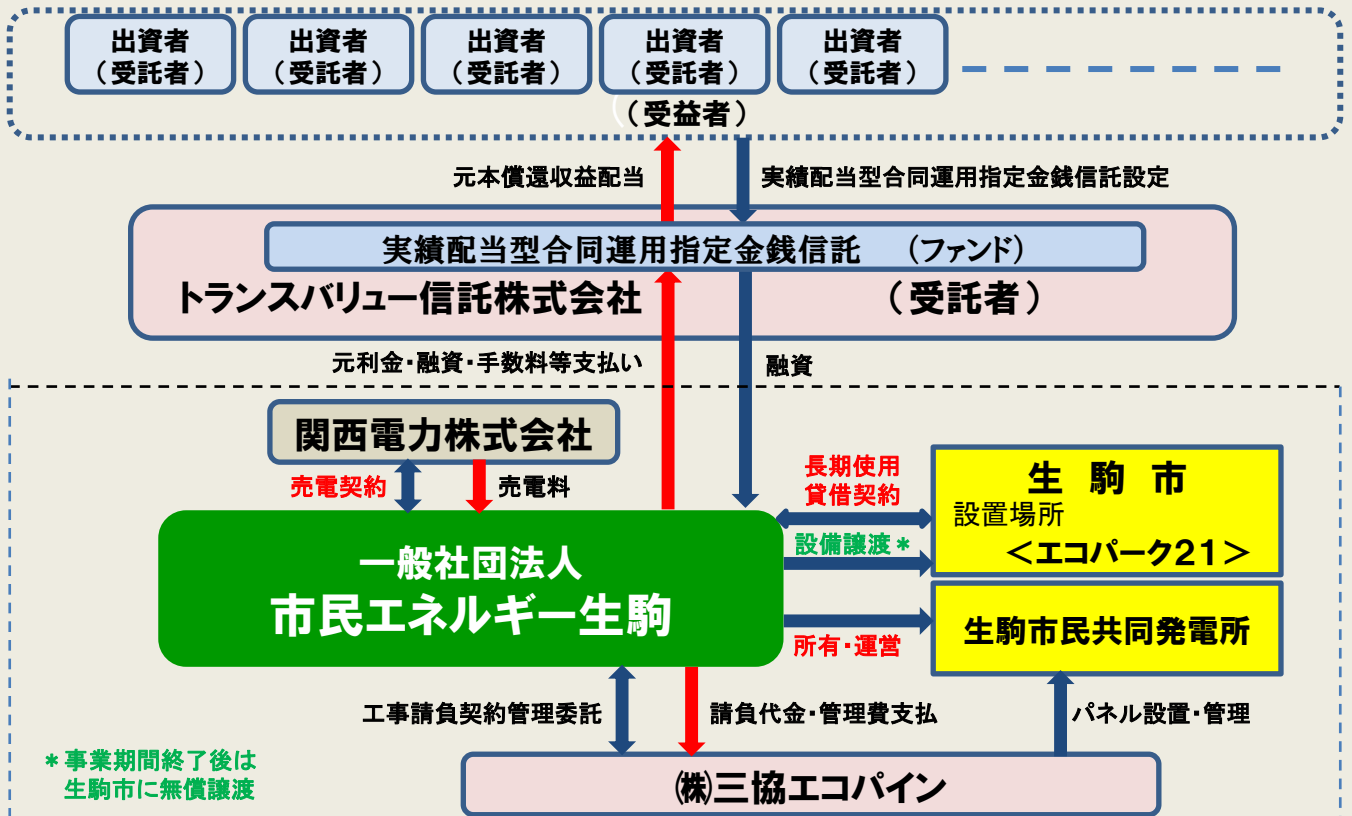 出資者
（受託者）
出資者
（受託者）
出資者
（受託者）
出資者
（受託者）
出資者
（受託者）
（受益者）
元本償還収益配当
実績配当型合同運用指定金銭信託設定
実績配当型合同運用指定金銭信託　（ファンド）
トランスバリュー信託株式会社　（受託者）
元利金・融資・手数料等支払い
融資
関西電力株式会社
売電契約
売電料
長期使用
貸借契約
生 駒 市
設置場所
＜エコパーク２１＞
設備譲渡＊
一般社団法人
市民エネルギー生駒
所有・運営
生駒市民共同発電所
工事請負契約管理委託
請負代金・管理費支払
パネル設置・管理
＊事業期間終了後は
生駒市に無償譲渡
㈱三協エコパイン